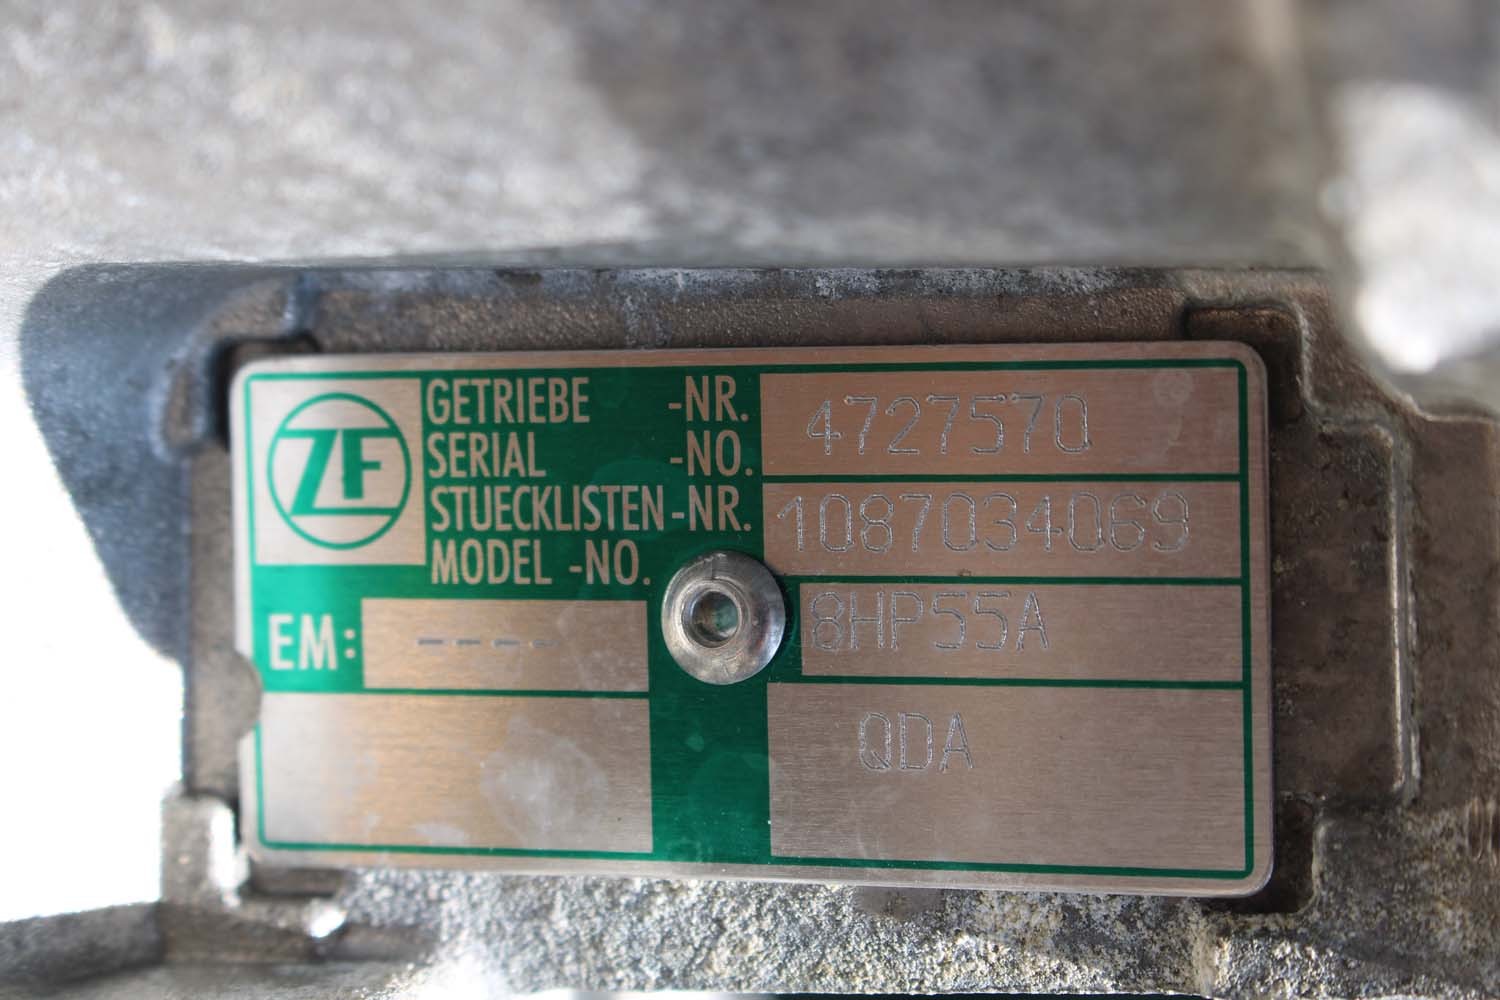 ZF
GETRIEBE -NR. 4727570
SERIAL -NO.
STUECKLISTEN-NR. 1087034069
MODEL -NO.
8HP55A
EM: ----
QDA